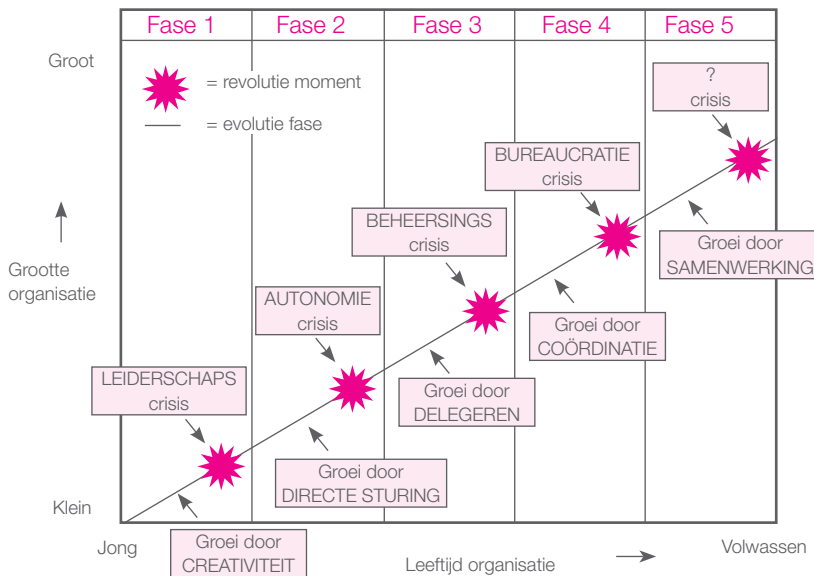 Fase 1
Fase 2
Fase 3
Fase 4
Fase 5
Groot
= revolutie moment
= evolutie fase
?
crisis
BUREAUCRATIE
crisis
BEHEERSINGS
crisis
Groei door
SAMENWERKING
Grootte
organisatie
AUTONOMIE
crisis
Groei door
COÖRDINATIE
LEIDERSCHAPS
crisis
Groei door
DELEGEREN
Groei door
DIRECTE STURING
Klein
Groei door
CREATIVITEIT
Jong
Leeftijd organisatie
Volwassen